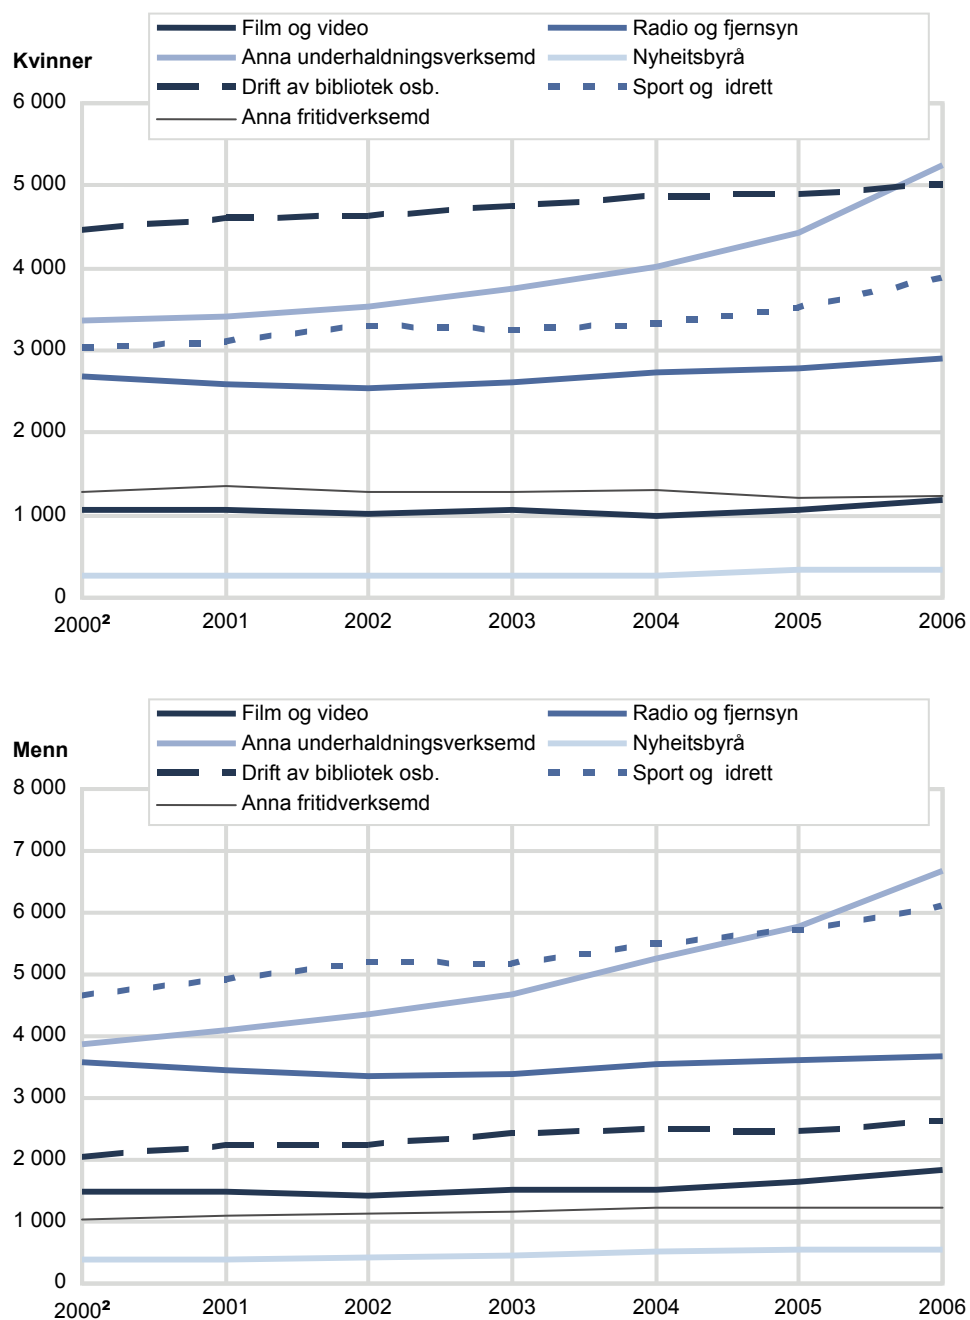 Film og video
Radio og fjernsyn
Kvinner
Anna underhaldningsverksemd
Nyheitsbyrå
Drift av bibliotek osb.
Sport og idrett
Anna fritidverksemd
6 000
5 000
4 000
3 000
2 000
1 000
0
2000² 2001 2002 2003 2004 2005 2006
Film og video
Radio og fjernsyn
Menn
Anna underhaldningsverksemd
Nyheitsbyrå
Drift av bibliotek osb.
Sport og idrett
Anna fritidverksemd
8 000
7 000
6 000
5 000
4 000
3 000
2 000
1 000
0
2000² 2001 2002 2003 2004 2005 2006